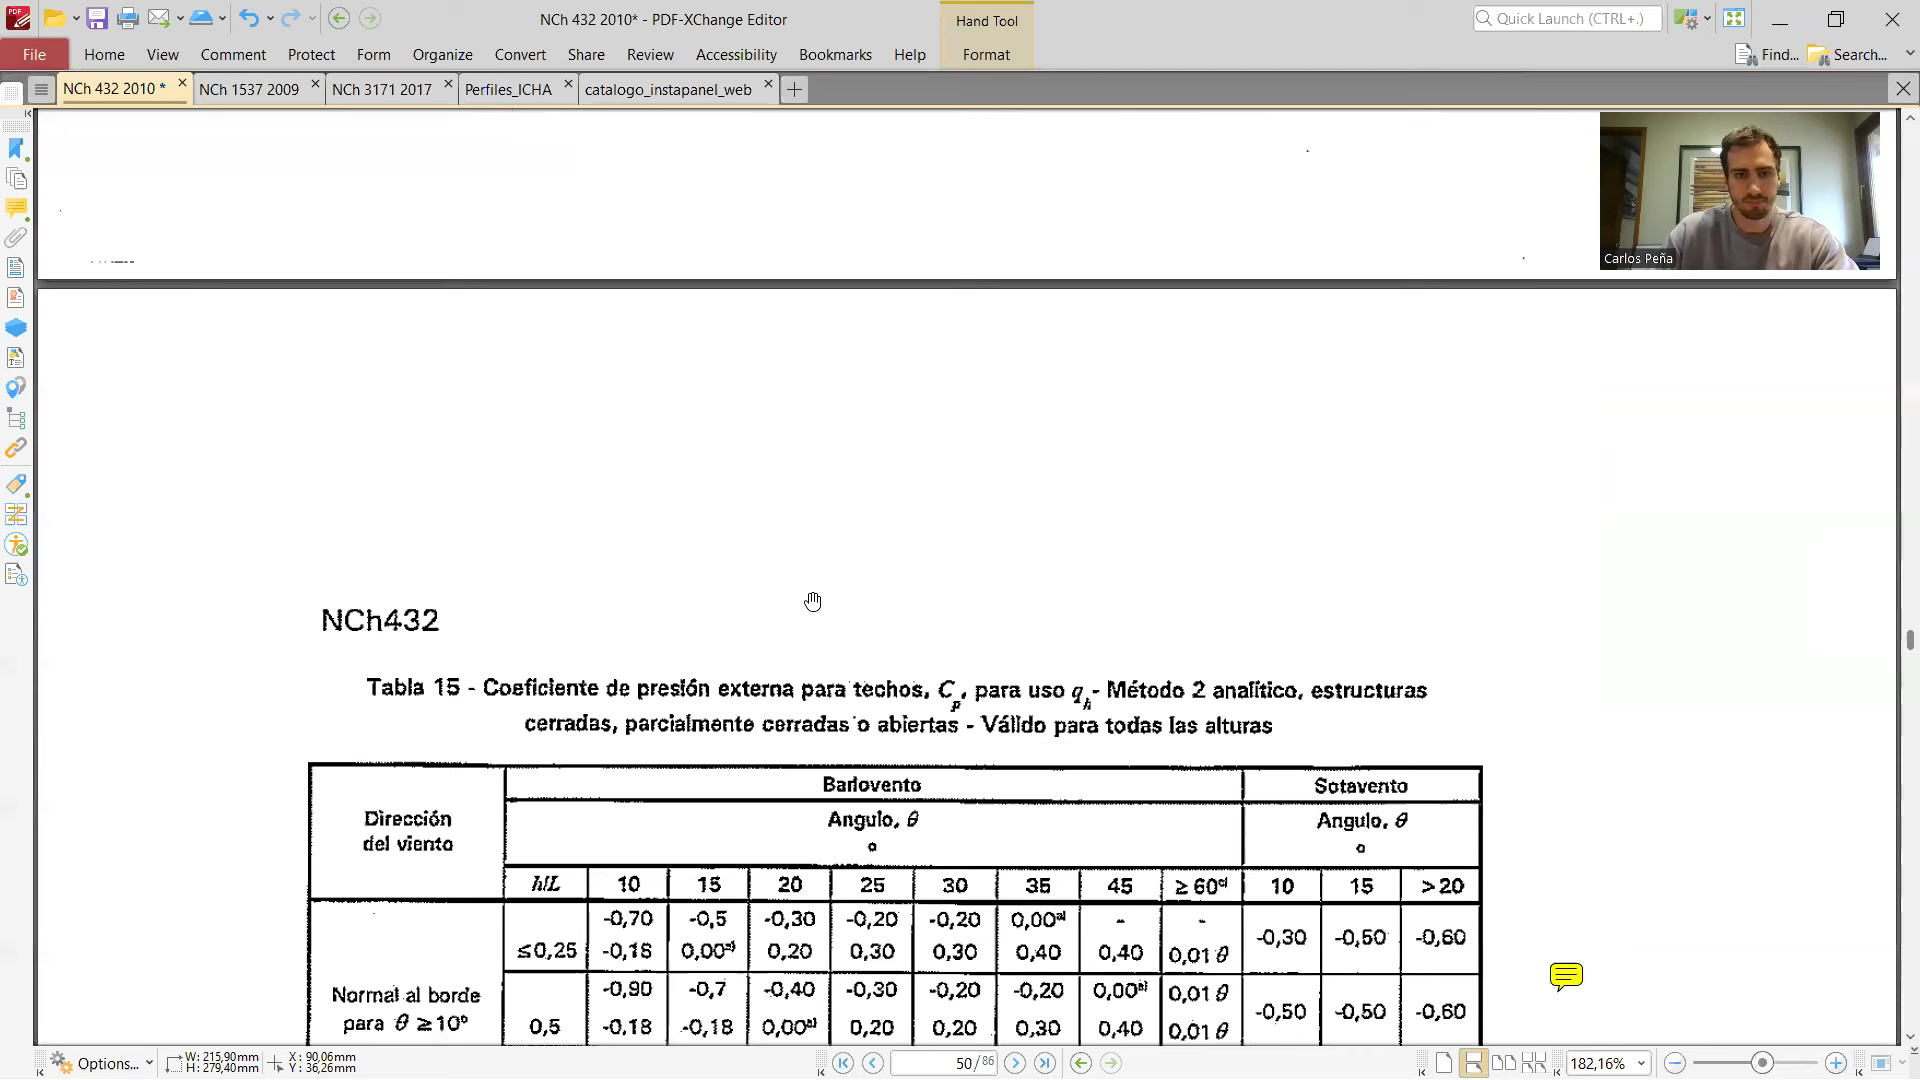 NCh 432 2010* - PDF-XChange Editor
Hand Tool
Quick Launch (CTRL+.)
File
Home
View
Comment
Protect
Form
Organize
Convert
Share
Review
Accessibility
Bookmarks
Help
Format
Find...
Search...
NCh 432 2010 *
NCh 1537 2009
NCh 3171 2017
Perfiles_ICHA
catalogo_instapanel_web
Carlos Peña
NCh432
Tabla 15 - Coeficiente de presión externa para techos, Cp, para uso qh- Método 2 analítico, estructuras
cerradas, parcialmente cerradas o abiertas - Válido para todas las alturas
Dirección
del viento
Barlovento
Sotavento
Angulo, θ
°
Angulo, θ
°
h/L 10 15 20 25 30 35 45 ≥ 60c) 10 15 >20
Normal al borde
para θ ≥ 10°
≤0,25
-0,70 -0,5 -0,30 -0,20 -0,20 0,00a) - -
-0,18 0,00a) 0,20 0,30 0,30 0,40 0,40 0,01 θ
-0,30 -0,50 -0,60
0,5
-0,90 -0,7 -0,40 -0,30 -0,20 -0,20 0,00a) 0,01 θ
-0,18 -0,18 0,00a) 0,20 0,20 0,30 0,40 0,01 θ
-0,50 -0,50 -0,60
Options...
W: 215,90mm
H: 279,40mm
X: 90,06mm
Y: 36,26mm
50 / 86
182,16%